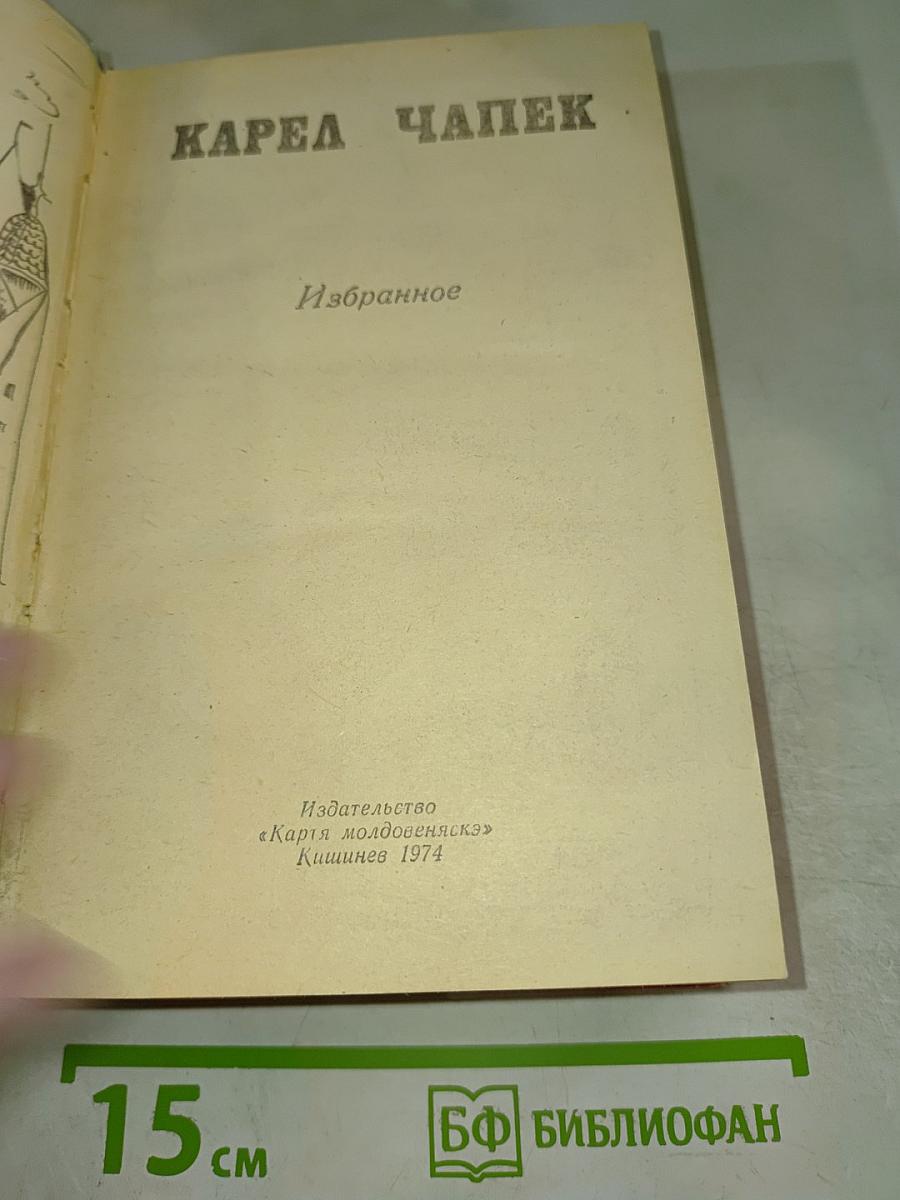 КАРЕЛ ЧАПЕК
Избранное
Издательство
«Картя молдовеняскэ»
Кишинев 1974
15 см
БФ БИБЛИОФАН